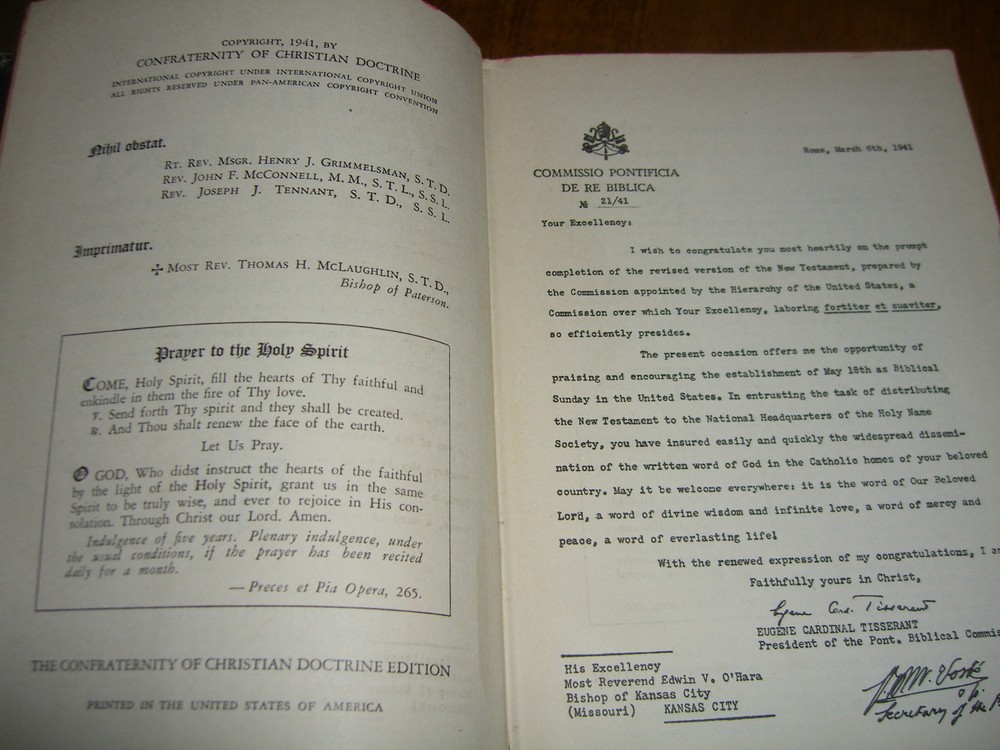 COPYRIGHT, 1941, BY
CONFRATERNITY OF CHRISTIAN DOCTRINE
INTERNATIONAL COPYRIGHT UNDER INTERNATIONAL COPYRIGHT UNION
ALL RIGHTS RESERVED UNDER PAN-AMERICAN COPYRIGHT CONVENTION
Nihil obstat.
RT. REV. MSGR. HENRY J. GRIMMELSMAN, S. T. D.
REV. JOHN F. MCCONNELL, M. M., S. T. L., S. S. L.
REV. JOSEPH J. TENNANT, S. T. D., S. S. L.
Imprimatur.
✠ MOST REV. THOMAS H. MCLAUGHLIN, S. T. D.,
Bishop of Paterson.
Prayer to the Holy Spirit
COME, Holy Spirit, fill the hearts of Thy faithful and
enkindle in them the fire of Thy love.
℣. Send forth Thy spirit and they shall be created.
℟. And Thou shalt renew the face of the earth.
Let Us Pray.
O GOD, Who didst instruct the hearts of the faithful
by the light of the Holy Spirit, grant us in the same
Spirit to be truly wise, and ever to rejoice in His con-
solation. Through Christ our Lord. Amen.
Indulgence of five years. Plenary indulgence, under
the usual conditions, if the prayer has been recited
daily for a month.
— Preces et Pia Opera, 265.
THE CONFRATERNITY OF CHRISTIAN DOCTRINE EDITION
PRINTED IN THE UNITED STATES OF AMERICA
Rome, March 6th, 1941
COMMISSIO PONTIFICIA
DE RE BIBLICA
№ 21/41
Your Excellency:
I wish to congratulate you most heartily on the prompt
completion of the revised version of the New Testament, prepared by
the Commission appointed by the Hierarchy of the United States, a
Commission over which Your Excellency, laboring fortiter et suaviter,
so efficiently presides.
The present occasion offers me the opportunity of
praising and encouraging the establishment of May 18th as Biblical
Sunday in the United States. In entrusting the task of distributing
the New Testament to the National Headquarters of the Holy Name
Society, you have insured easily and quickly the widespread dissemi-
nation of the written word of God in the Catholic homes of your beloved
country. May it be welcome everywhere: it is the word of Our Beloved
Lord, a word of divine wisdom and infinite love, a word of mercy and
peace, a word of everlasting life!
With the renewed expression of my congratulations, I am
Faithfully yours in Christ,
Eugene Card. Tisserant
EUGENE CARDINAL TISSERANT
President of the Pont. Biblical Commis
His Excellency
Most Reverend Edwin V. O'Hara
Bishop of Kansas City
(Missouri) KANSAS CITY
Secretary of the